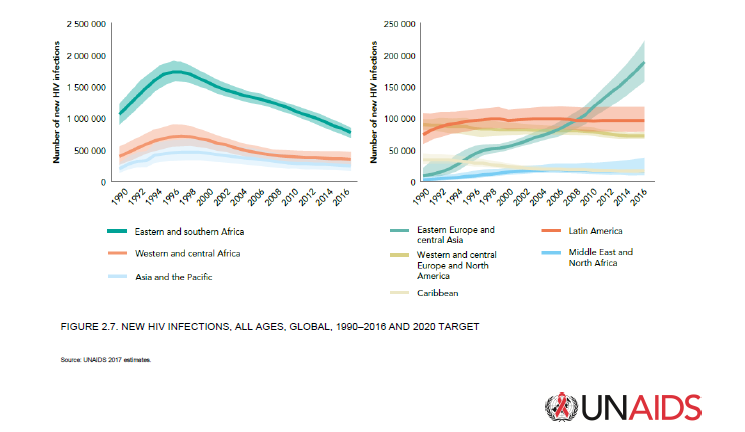 2 500 000
2 000 000
1 500 000
1 000 000
500 000
0
Number of new HIV infections
1990
1992
1994
1996
1998
2000
2002
2004
2006
2008
2010
2012
2014
2016
Eastern and southern Africa
Western and central Africa
Asia and the Pacific
250 000
200 000
150 000
100 000
50 000
0
Number of new HIV infections
1990
1992
1994
1996
1998
2000
2002
2004
2006
2008
2010
2012
2014
2016
Eastern Europe and
central Asia
Western and central
Europe and North
America
Caribbean
Latin America
Middle East and
North Africa
FIGURE 2.7. NEW HIV INFECTIONS, ALL AGES, GLOBAL, 1990–2016 AND 2020 TARGET
Source: UNAIDS 2017 estimates.
UNAIDS